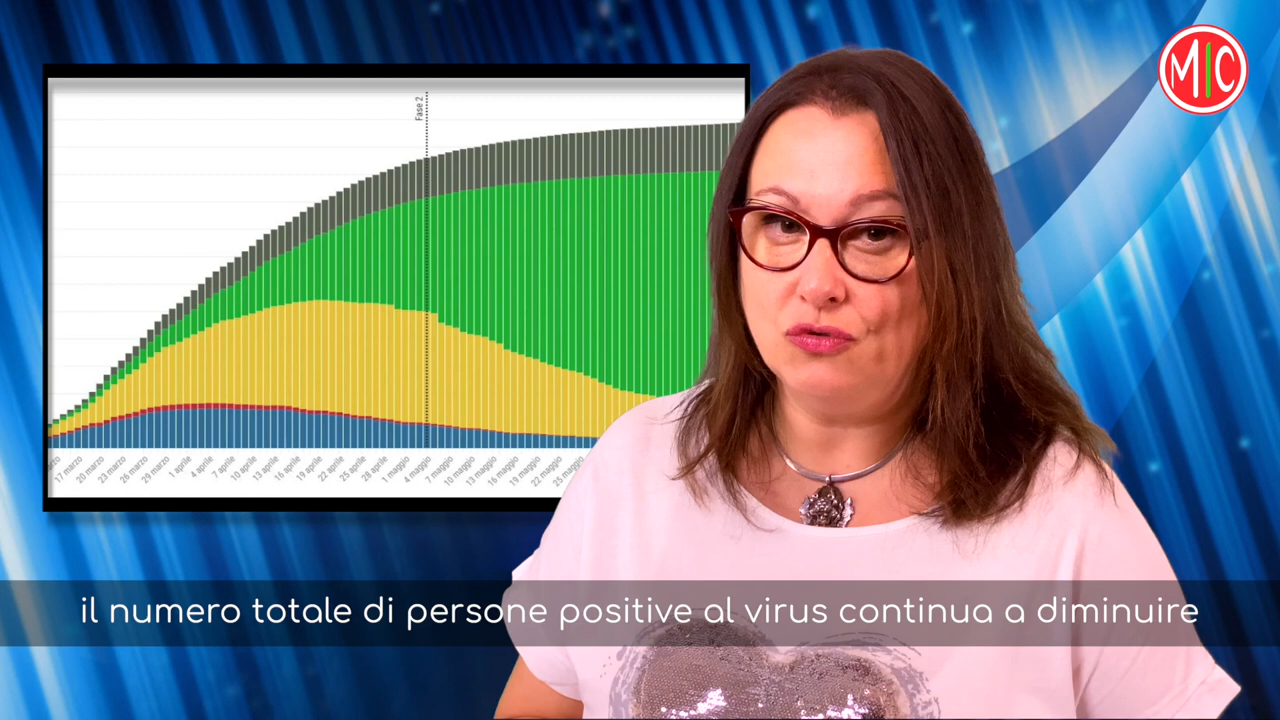 MIC
Fase 2
17 marzo
20 marzo
23 marzo
26 marzo
29 marzo
1 aprile
4 aprile
7 aprile
10 aprile
13 aprile
16 aprile
19 aprile
22 aprile
25 aprile
28 aprile
1 maggio
4 maggio
7 maggio
10 maggio
13 maggio
16 maggio
19 maggio
22 maggio
25 maggio
il numero totale di persone positive al virus continua a diminuire